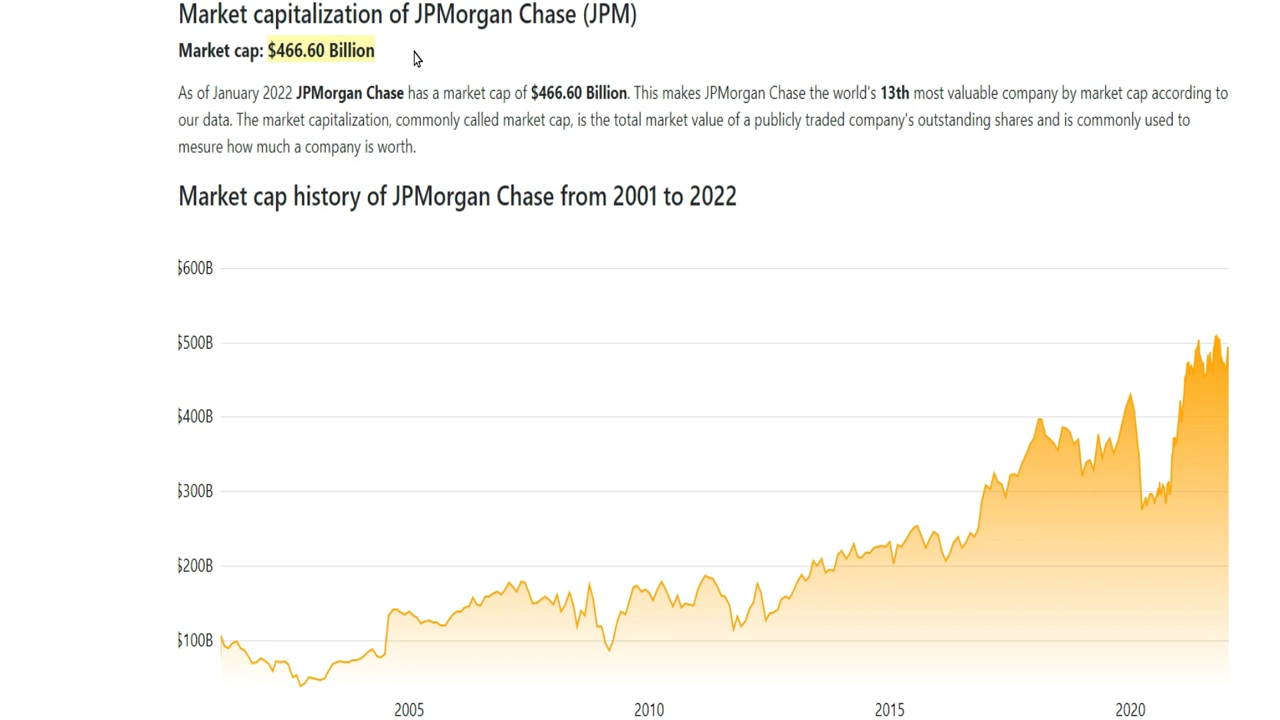 Market capitalization of JPMorgan Chase (JPM)
Market cap: $466.60 Billion
As of January 2022 JPMorgan Chase has a market cap of $466.60 Billion. This makes JPMorgan Chase the world's 13th most valuable company by market cap according to
our data. The market capitalization, commonly called market cap, is the total market value of a publicly traded company's outstanding shares and is commonly used to
mesure how much a company is worth.
Market cap history of JPMorgan Chase from 2001 to 2022
$600B
$500B
$400B
$300B
$200B
$100B
2005 2010 2015 2020